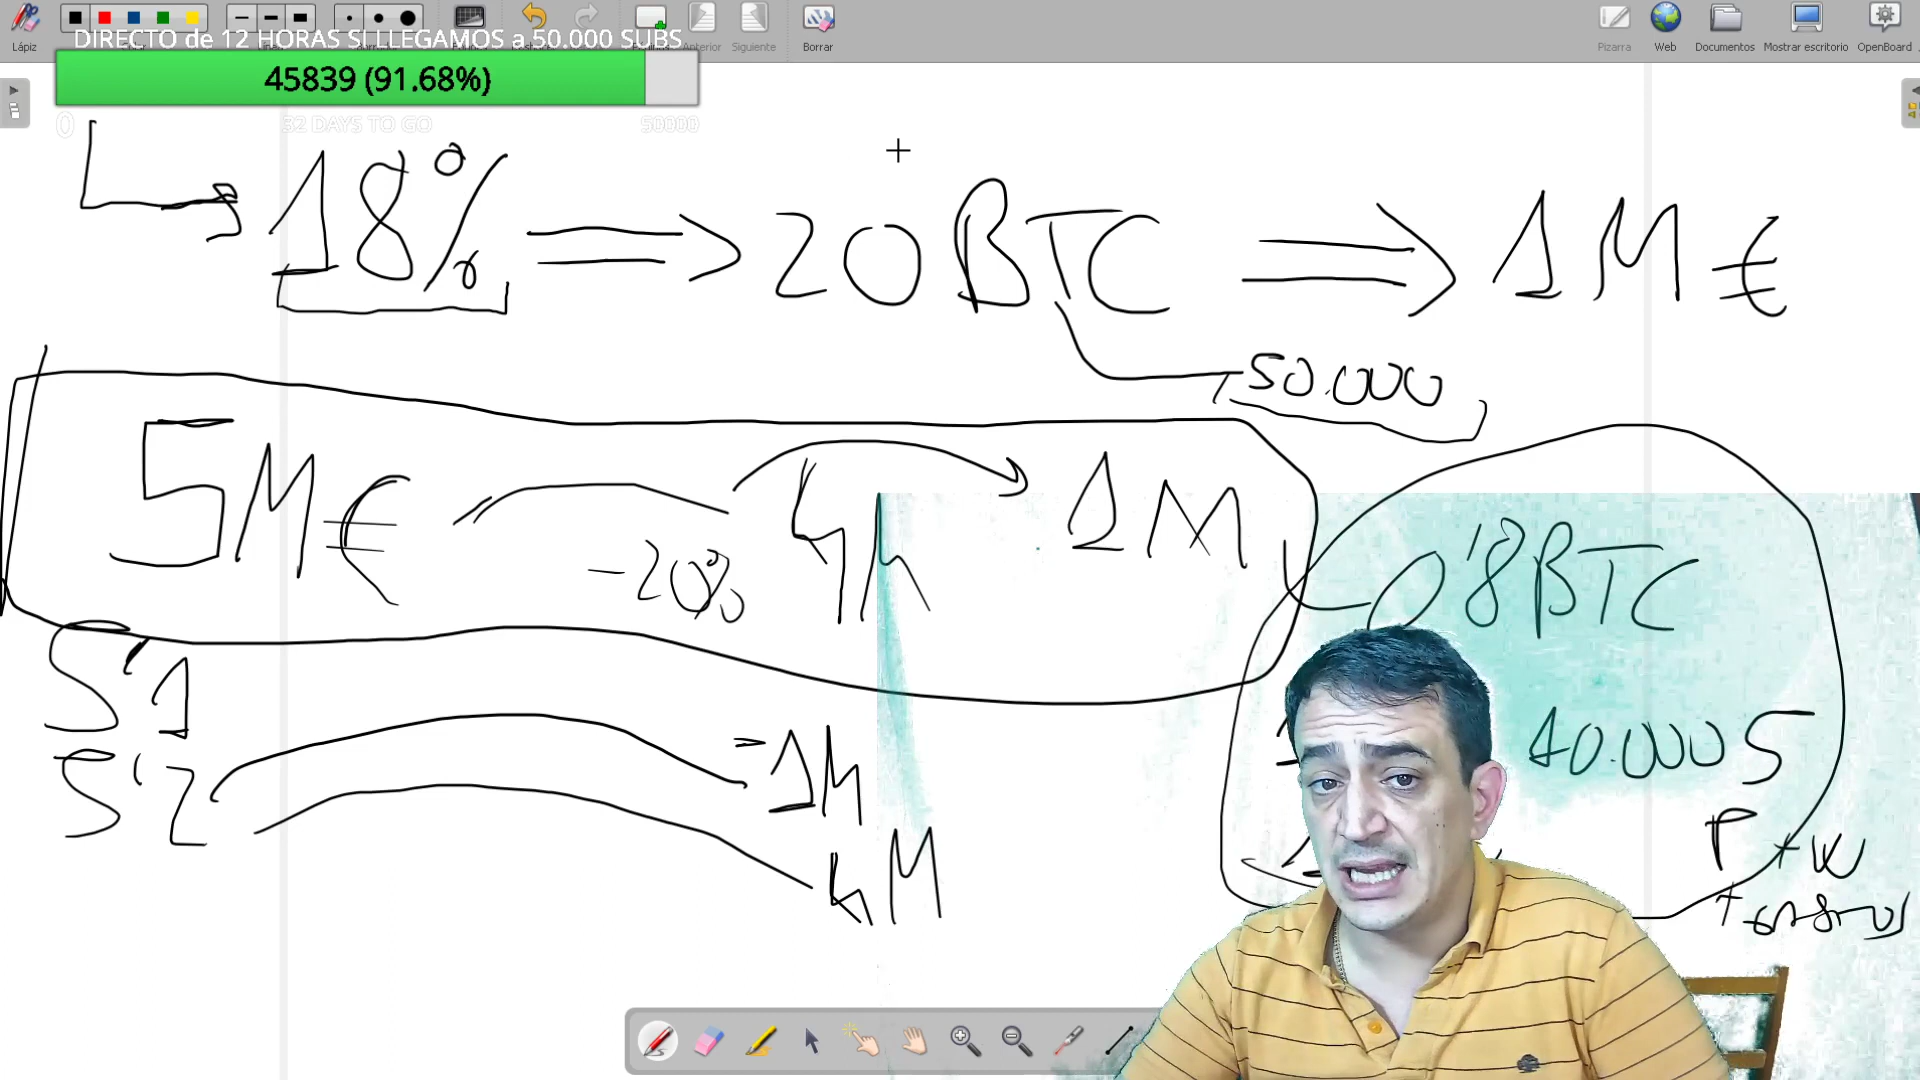 Lápiz
Anterior
Siguiente
Borrar
Pizarra
Web
Documentos
Mostrar escritorio
OpenBoard
DIRECTO de 12 HORAS SI LLEGAMOS a 50.000 SUBS
45839 (91.68%)
0 32 DAYS TO GO 50000
18% 20BTC 1M€
50.000
5M€ -20% 4M 1M
0'8BTC
5'1
5'2
-1M
4M
40.000$
P + W